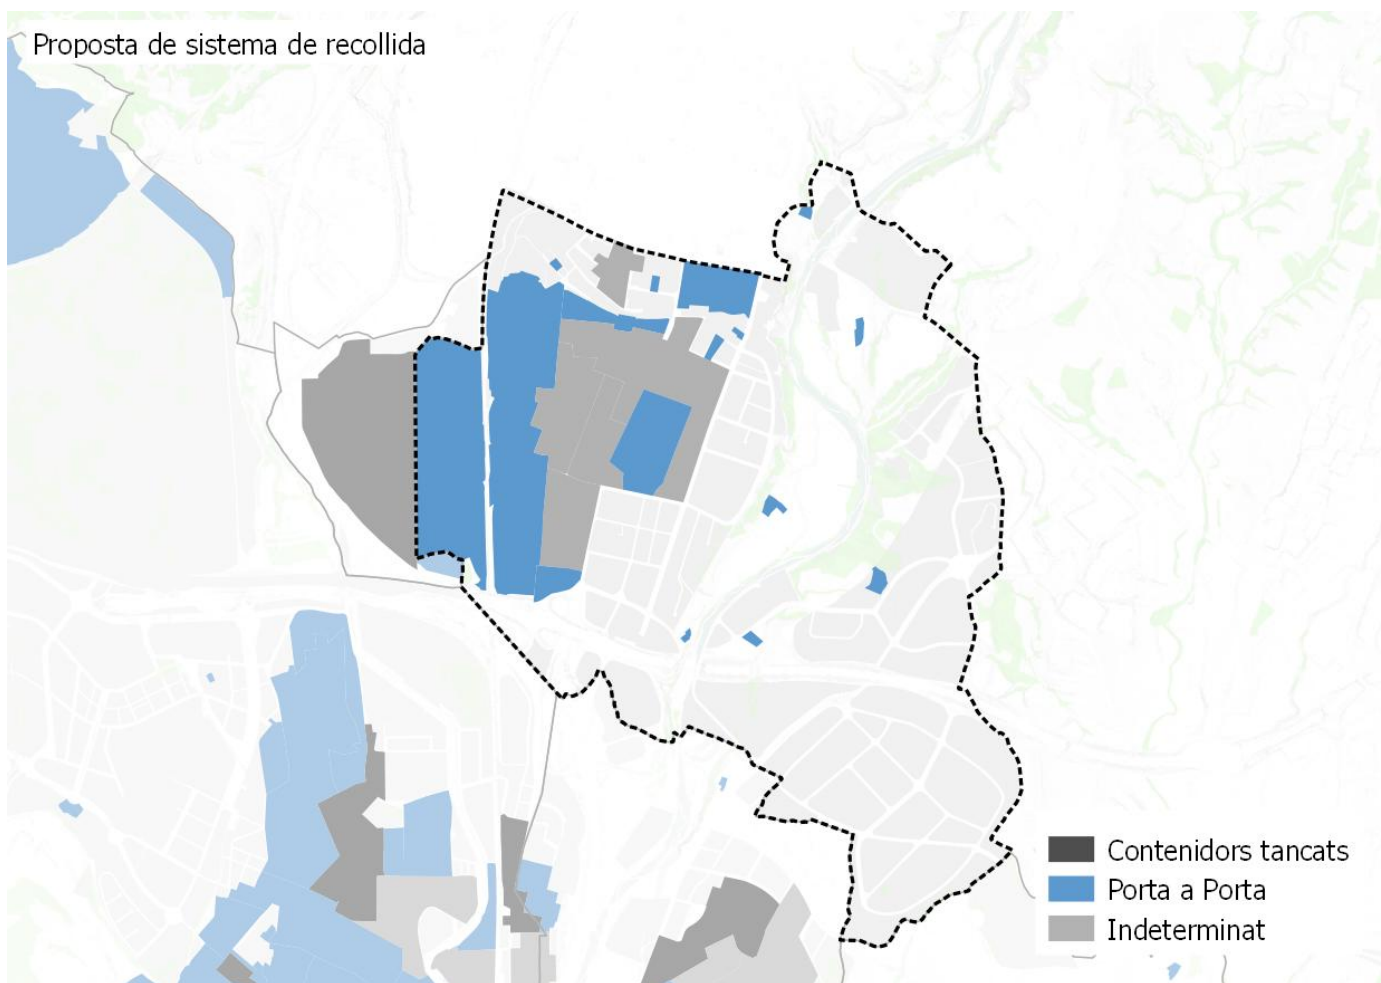 Proposta de sistema de recollida
Contenidors tancats
Porta a Porta
Indeterminat